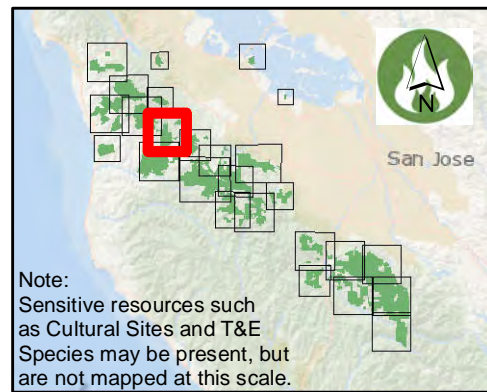 N
San Jose
Note:
Sensitive resources such
as Cultural Sites and T&E
Species may be present, but
are not mapped at this scale.